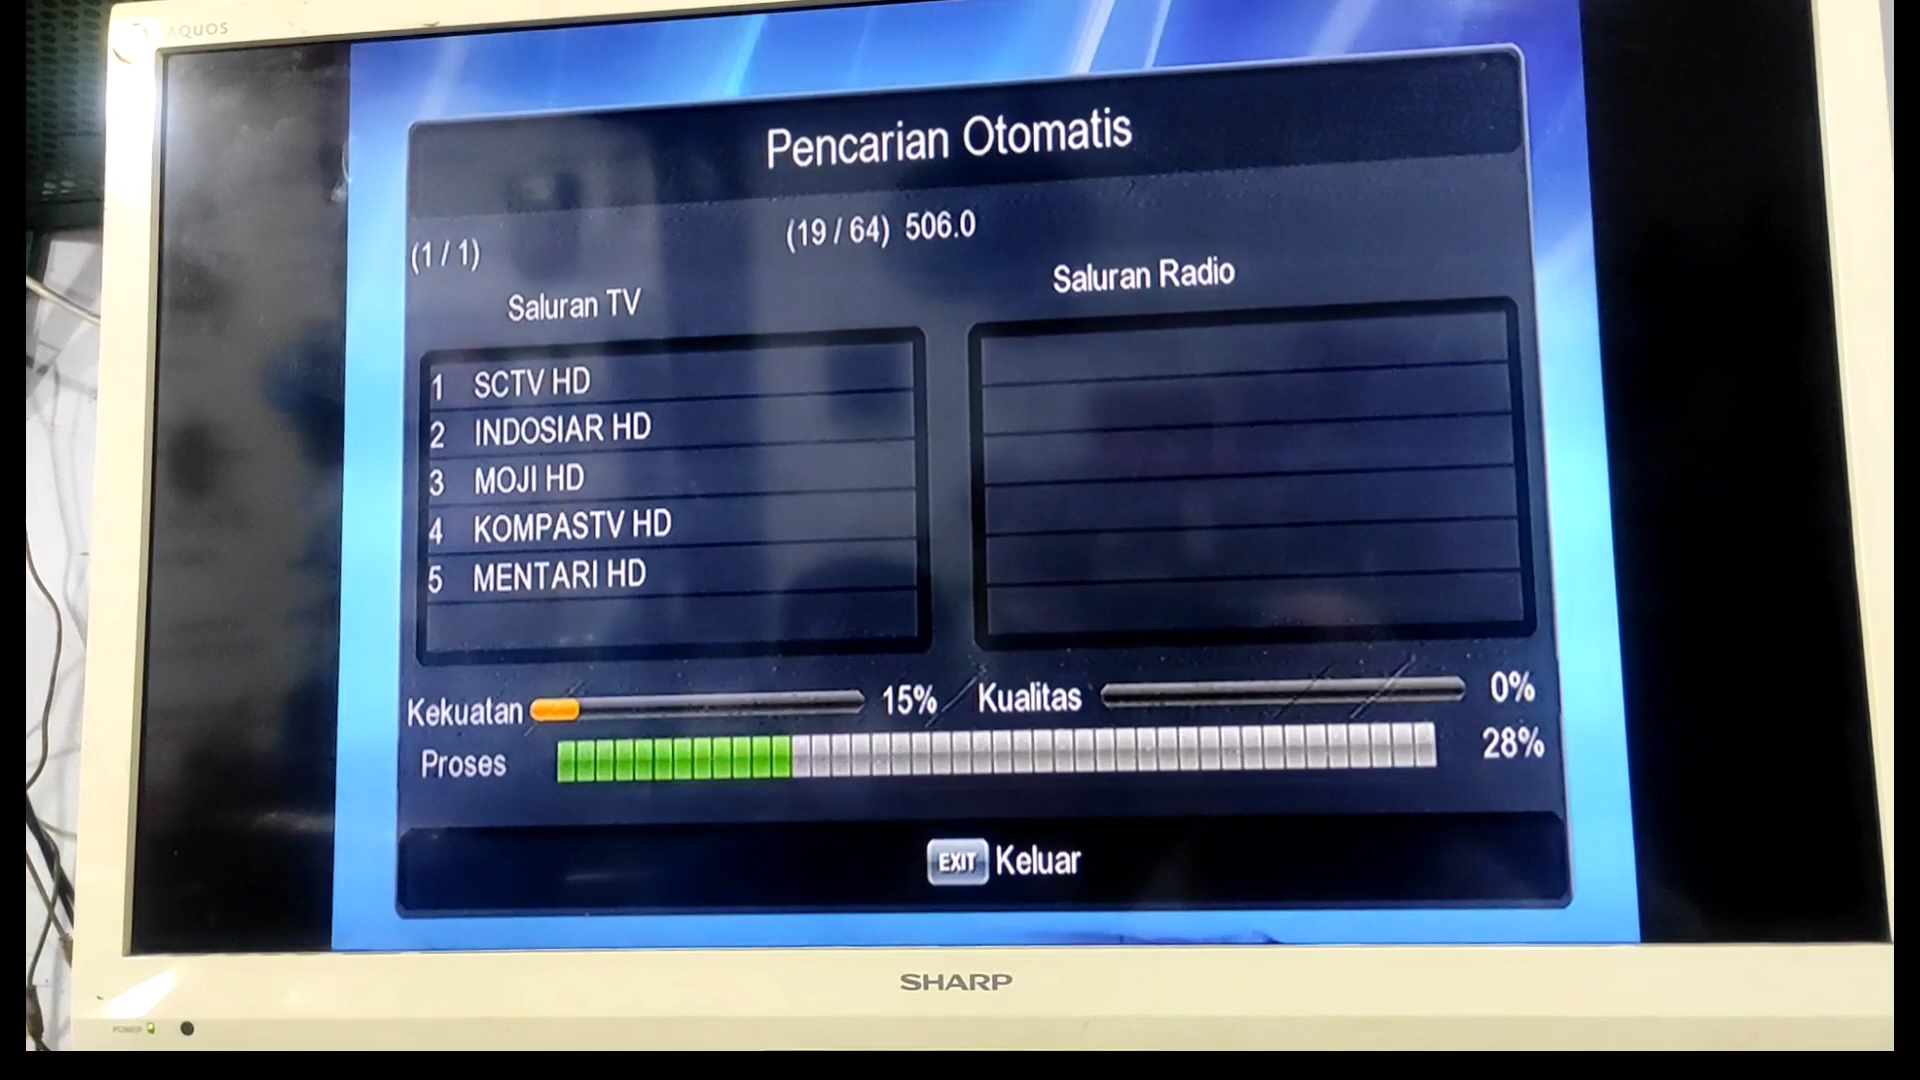 AQUOS
Pencarian Otomatis
(19 / 64) 506.0
(1 / 1)
Saluran TV
Saluran Radio
1 SCTV HD
2 INDOSIAR HD
3 MOJI HD
4 KOMPASTV HD
5 MENTARI HD
Kekuatan 15% Kualitas 0%
Proses 28%
EXIT Keluar
SHARP
POWER